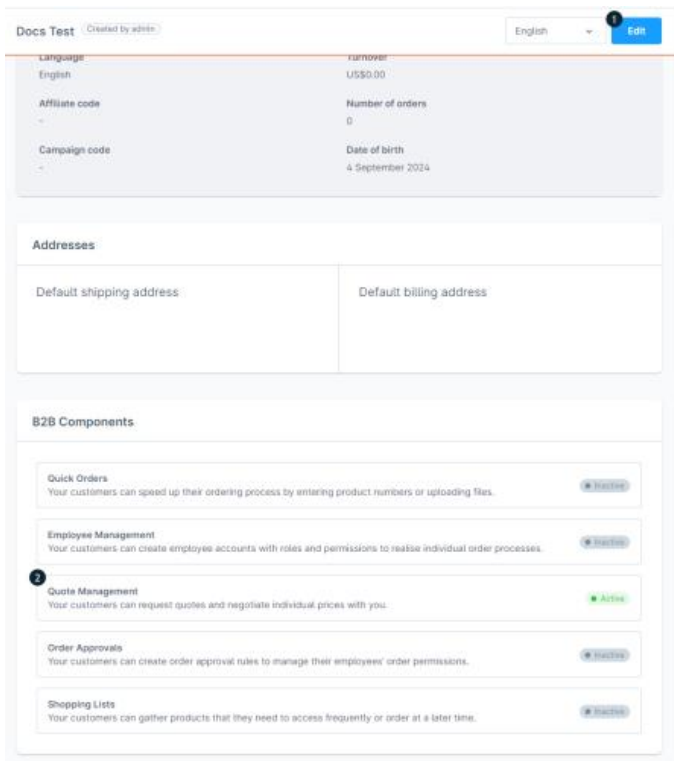 Docs Test Created by admin English 1 Edit
Language Turnover
English US$0.00
Affiliate code Number of orders
- 0
Campaign code Date of birth
- 4 September 2024
Addresses
Default shipping address Default billing address
B2B Components
Quick Orders
Your customers can speed up their ordering process by entering product numbers or uploading files. Inactive
Employee Management
Your customers can create employee accounts with roles and permissions to realise individual order processes. Inactive
2
Quote Management
Your customers can request quotes and negotiate individual prices with you. Active
Order Approvals
Your customers can create order approval rules to manage their employees' order permissions. Inactive
Shopping Lists
Your customers can gather products that they need to access frequently or order at a later time. Inactive